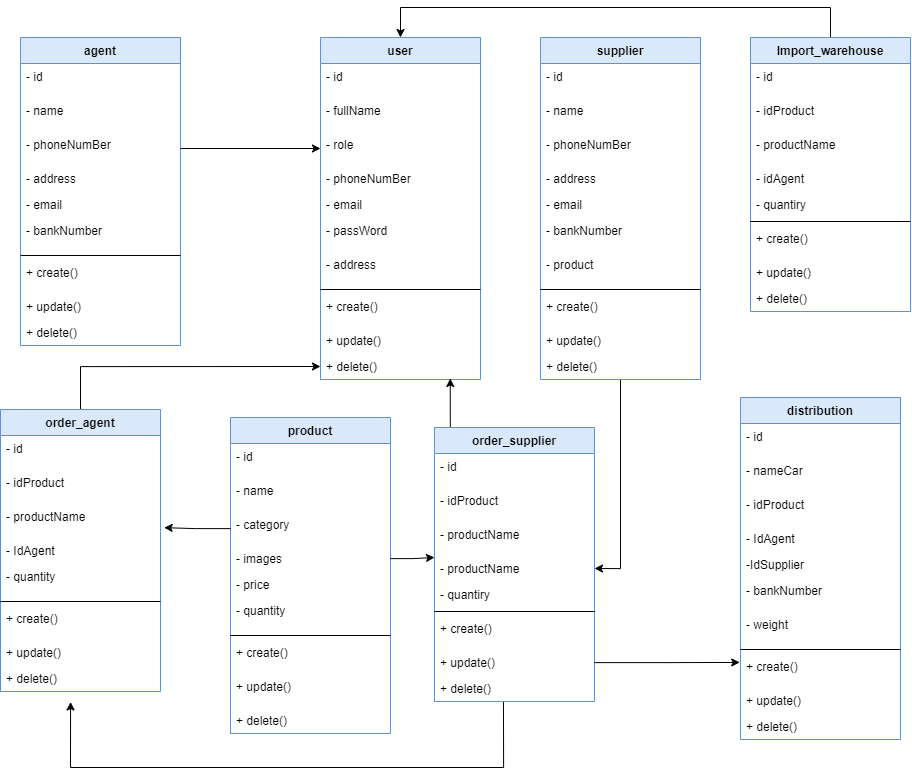 agent
- id
- name
- phoneNumBer
- address
- email
- bankNumber
+ create()
+ update()
+ delete()
user
- id
- fullName
- role
- phoneNumBer
- email
- passWord
- address
+ create()
+ update()
+ delete()
supplier
- id
- name
- phoneNumBer
- address
- email
- bankNumber
- product
+ create()
+ update()
+ delete()
Import_warehouse
- id
- idProduct
- productName
- idAgent
- quantiry
+ create()
+ update()
+ delete()
order_agent
- id
- idProduct
- productName
- IdAgent
- quantity
+ create()
+ update()
+ delete()
product
- id
- name
- category
- images
- price
- quantity
+ create()
+ update()
+ delete()
order_supplier
- id
- idProduct
- productName
- productName
- quantiry
+ create()
+ update()
+ delete()
distribution
- id
- nameCar
- idProduct
- IdAgent
-IdSupplier
- bankNumber
- weight
+ create()
+ update()
+ delete()